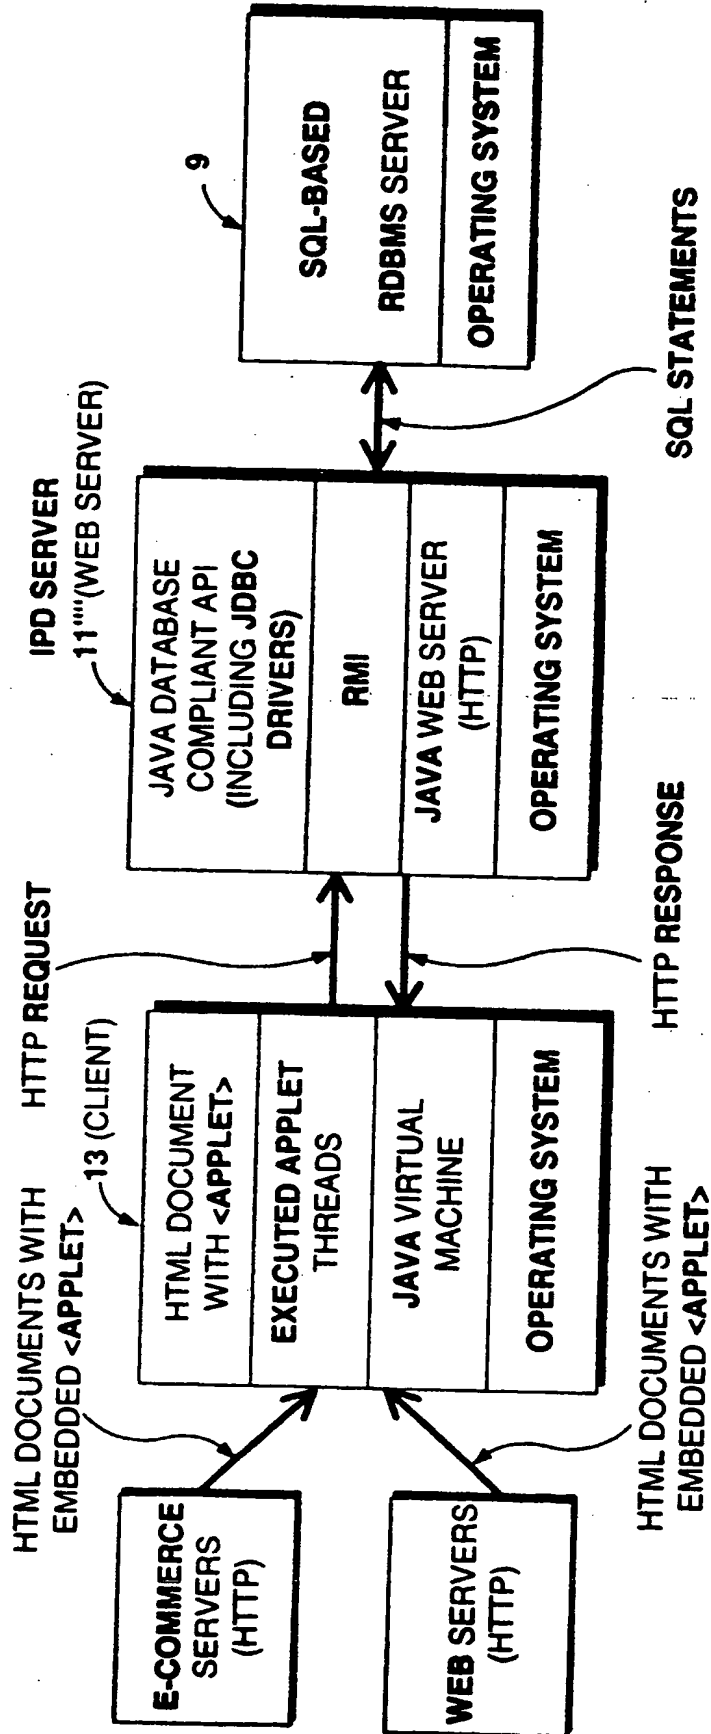 HTML DOCUMENTS WITH
EMBEDDED <APPLET>
E-COMMERCE
SERVERS
(HTTP)
WEB SERVERS
(HTTP)
HTML DOCUMENTS WITH
EMBEDDED <APPLET>
13 (CLIENT)
HTML DOCUMENT
WITH <APPLET>
EXECUTED APPLET
THREADS
JAVA VIRTUAL
MACHINE
OPERATING SYSTEM
HTTP REQUEST
HTTP RESPONSE
IPD SERVER
11""'(WEB SERVER)
JAVA DATABASE
COMPLIANT API
(INCLUDING JDBC
DRIVERS)
RMI
JAVA WEB SERVER
(HTTP)
OPERATING SYSTEM
SQL STATEMENTS
9
SQL-BASED
RDBMS SERVER
OPERATING SYSTEM